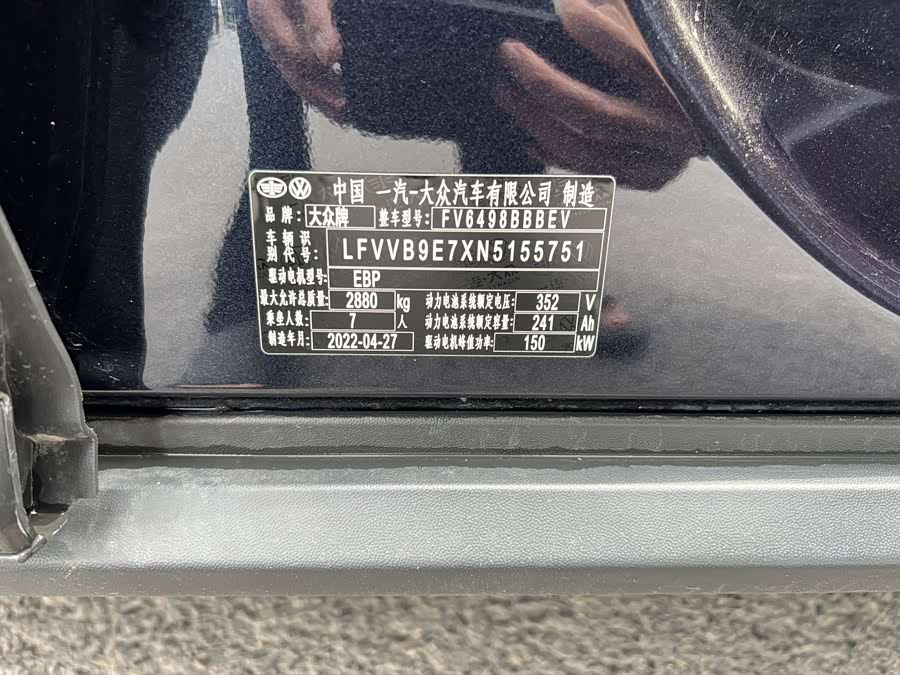 中国 一汽-大众汽车有限公司 制造
品牌: 大众牌 整车型号: FV6498BBBEV
车辆识别代号: LFVVB9E7XN5155751
驱动电机型号: EBP
最大允许总质量: 2880 kg 动力电池系统额定电压: 352 V
乘坐人数: 7 人 动力电池系统额定容量: 241 Ah
制造年月: 2022-04-27 驱动电机峰值功率: 150 kW